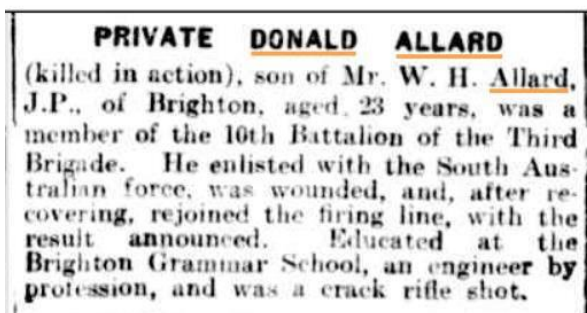 PRIVATE DONALD ALLARD
(killed in action), son of Mr. W. H. Allard,
J.P., of Brighton, aged 23 years, was a
member of the 10th Battalion of the Third
Brigade. He enlisted with the South Aus-
tralian force, was wounded, and, after re-
covering, rejoined the firing line, with the
result announced. Educated at the
Brighton Grammar School, an engineer by
protession, and was a crack rifle shot.